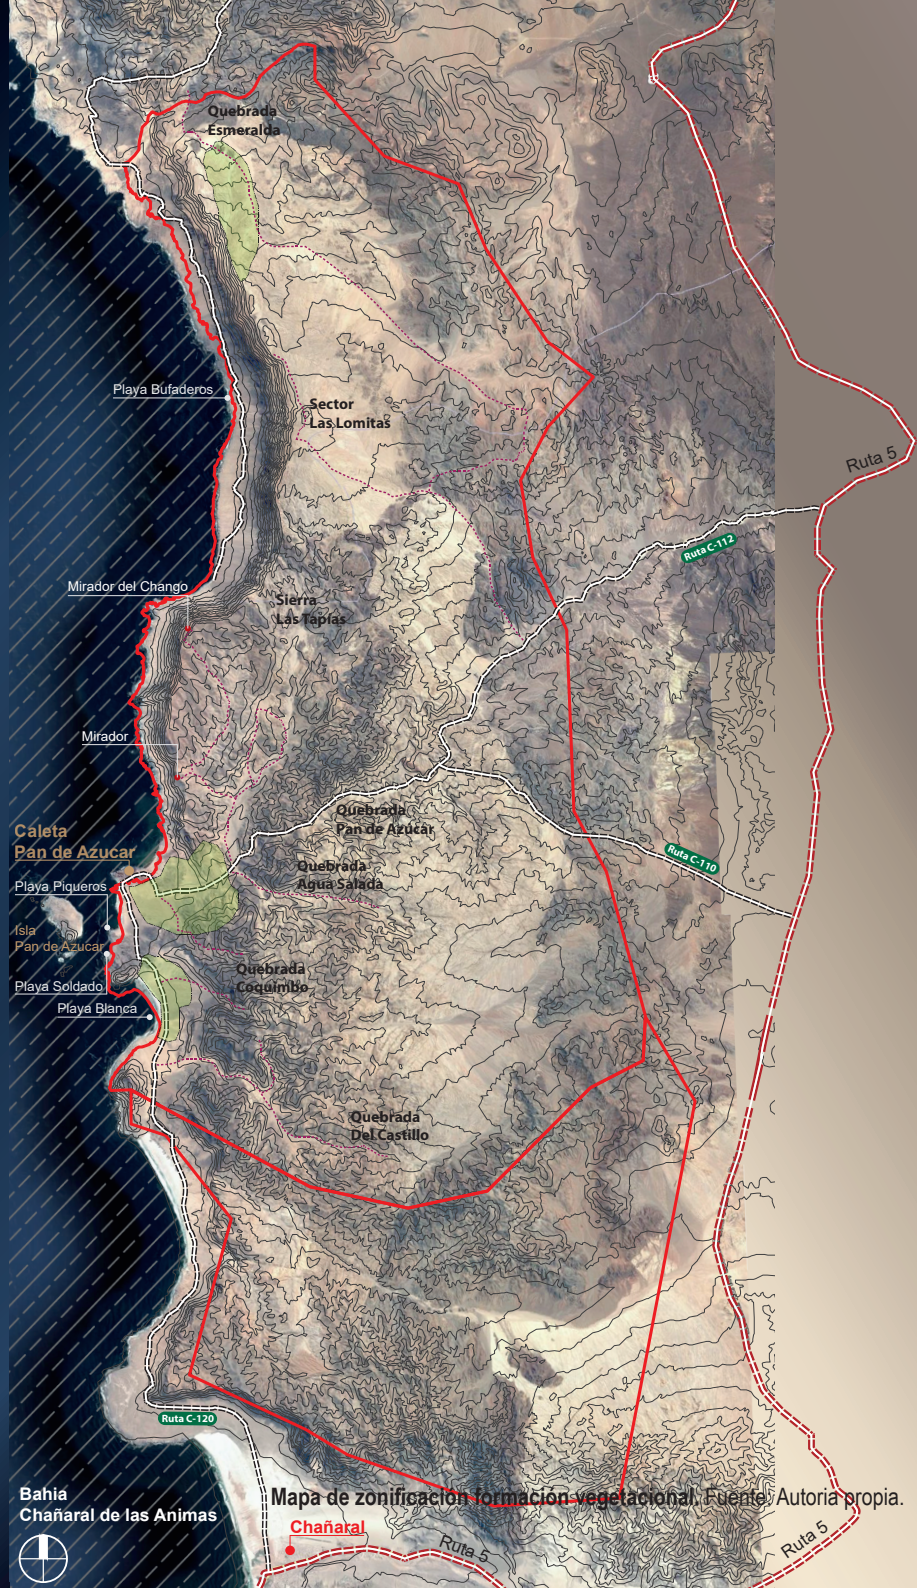 Quebrada
Esmeralda
Playa Bufaderos
Sector
Las Lomitas
Ruta 5
Ruta C-112
Mirador del Chango
Sierra
Las Tapias
Mirador
Quebrada
Pan de Azúcar
Caleta
Pan de Azucar
Ruta C-110
Quebrada
Agua Salada
Playa Piqueros
Isla
Pan de Azucar
Quebrada
Coquimbo
Playa Soldado
Playa Blanca
Quebrada
Del Castillo
Ruta C-120
Bahia
Chañaral de las Animas
Mapa de zonificación formación vegetacional. Fuente: Autoria propia.
Chañaral
Ruta 5
Ruta 5